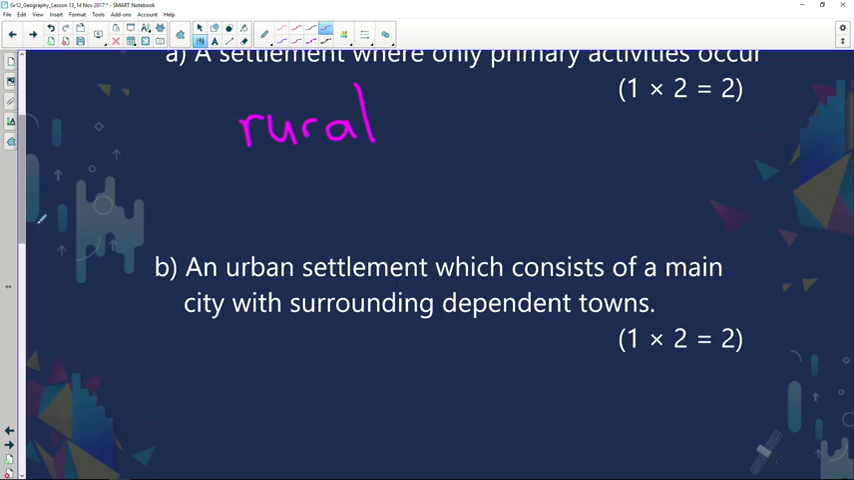 Gr12_Geography_Lesson 13_14 Nov 2017 * - SMART Notebook
File Edit View Insert Format Tools Add-ons Account Help
a) A settlement where only primary activities occur
(1 × 2 = 2)
rural
b) An urban settlement which consists of a main
city with surrounding dependent towns.
(1 × 2 = 2)